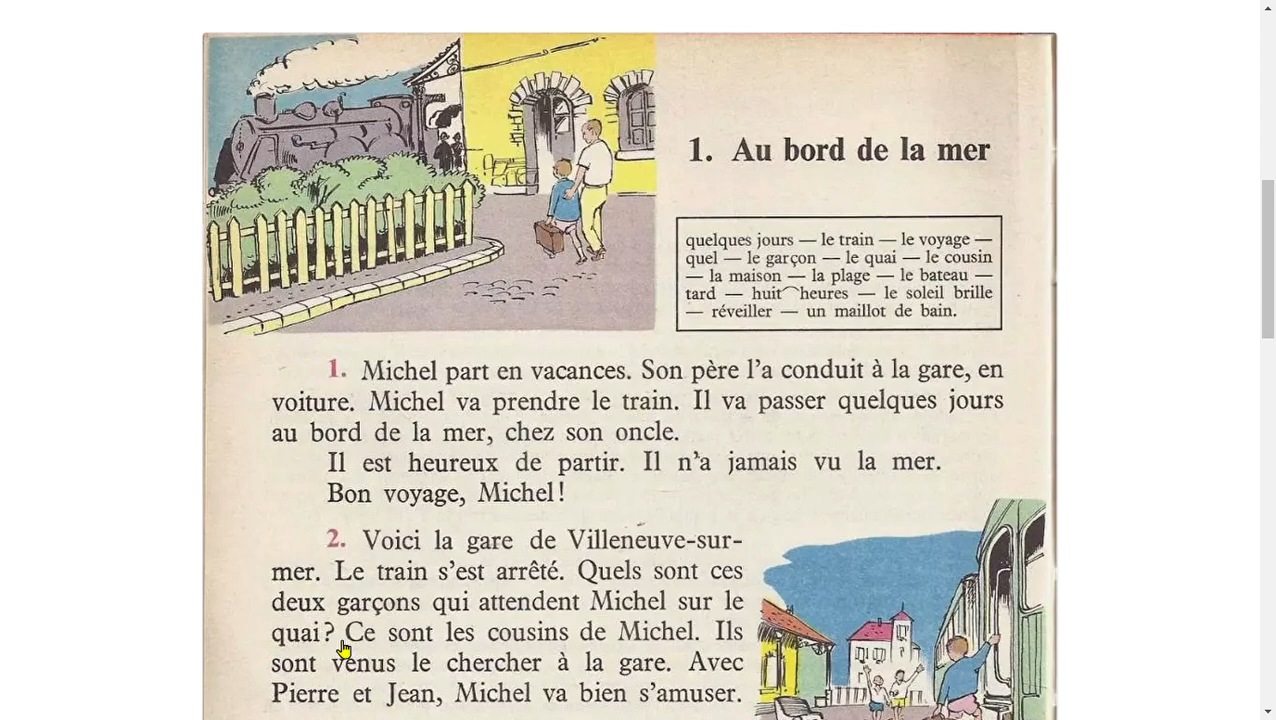 1. Au bord de la mer
quelques jours — le train — le voyage —
quel — le garçon — le quai — le cousin
— la maison — la plage — le bateau —
tard — huit‿heures — le soleil brille
— réveiller — un maillot de bain.
1. Michel part en vacances. Son père l'a conduit à la gare, en
voiture. Michel va prendre le train. Il va passer quelques jours
au bord de la mer, chez son oncle.
Il est heureux de partir. Il n'a jamais vu la mer.
Bon voyage, Michel!
2. Voici la gare de Villeneuve-sur-
mer. Le train s'est arrêté. Quels sont ces
deux garçons qui attendent Michel sur le
quai? Ce sont les cousins de Michel. Ils
sont venus le chercher à la gare. Avec
Pierre et Jean, Michel va bien s'amuser.